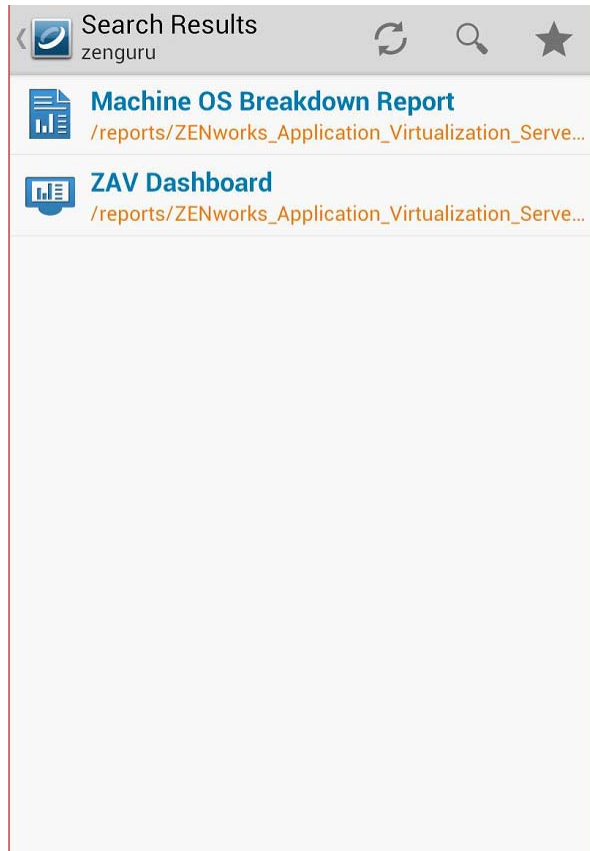 Search Results
zenguru
Machine OS Breakdown Report
/reports/ZENworks_Application_Virtualization_Serve...
ZAV Dashboard
/reports/ZENworks_Application_Virtualization_Serve...